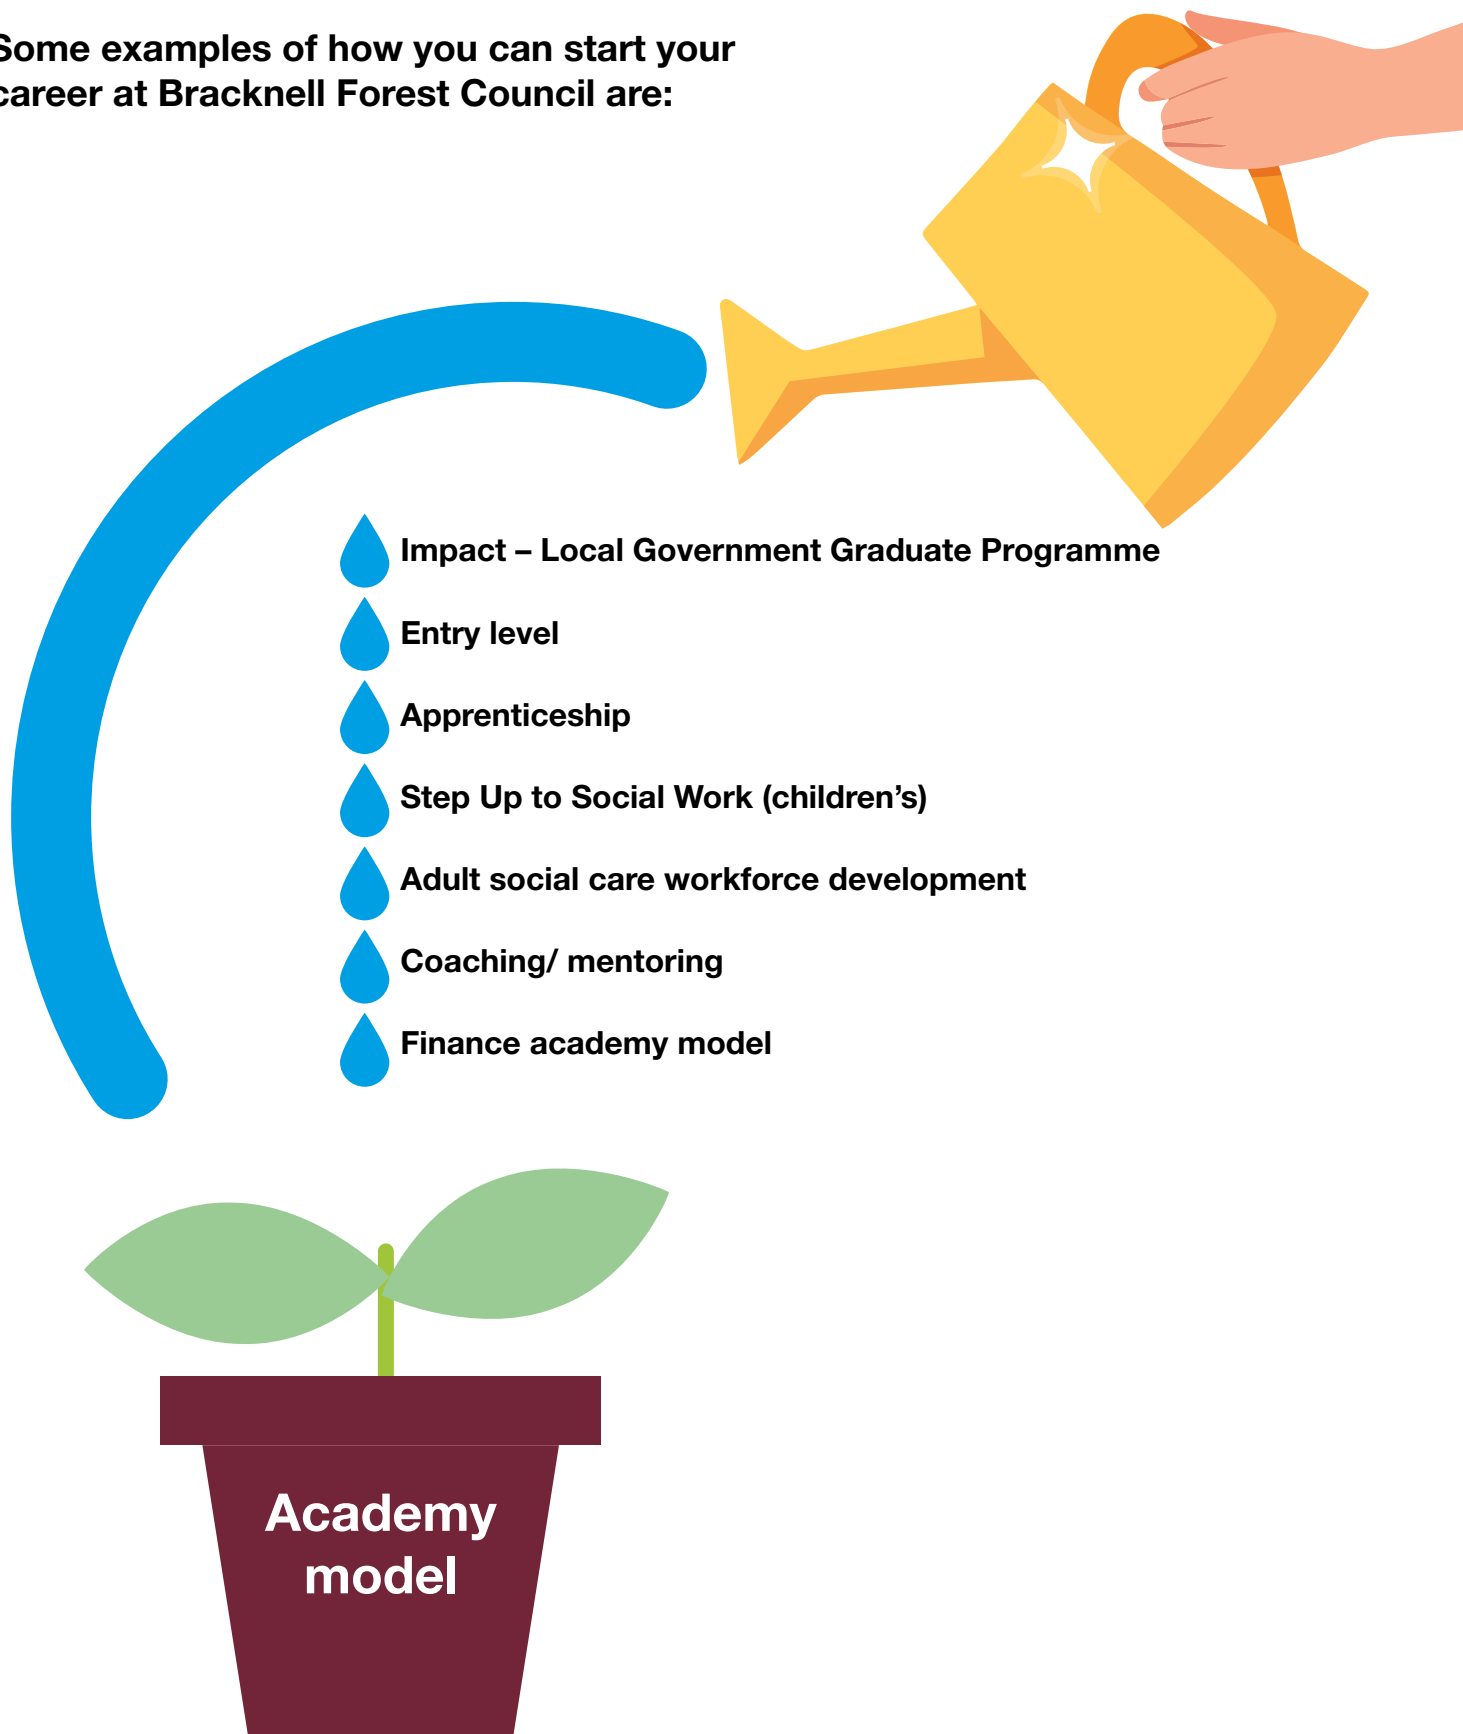 Some examples of how you can start your
career at Bracknell Forest Council are:
Impact – Local Government Graduate Programme
Entry level
Apprenticeship
Step Up to Social Work (children’s)
Adult social care workforce development
Coaching/ mentoring
Finance academy model
Academy
model